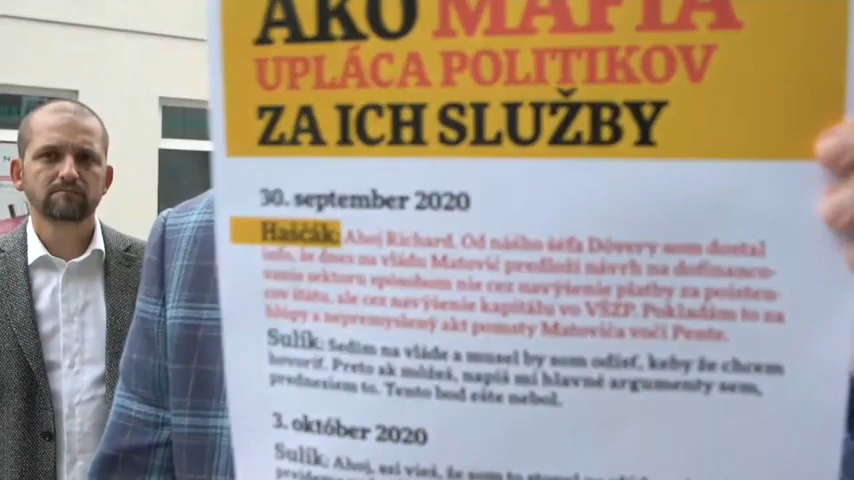 AKO MAFIA
UPLÁCA POLITIKOV
ZA ICH SLUŽBY
30. september 2020
Haščák: Ahoj Richard. Od nášho šéfa Dôvery som dostal
info, že dnes na vládu Matovič predloží návrh na dofinanco-
vanie sektoru spôsobom nie cez navýšenie platby za poisten-
cov štátu, ale cez navýšenie kapitálu vo VŠZP. Pokladám to za
hlúpy a nepremyslený akt pomsty Matoviča voči Pente.
Sulík: Sedím na vláde a musel by som odísť, keby že chcem
hovoriť. Preto ak môžeš, napíš mi hlavné argumenty sem,
prednesiem to. Tento bod ešte nebol.
3. október 2020
Sulík: Ahoj, asi vieš, že som to